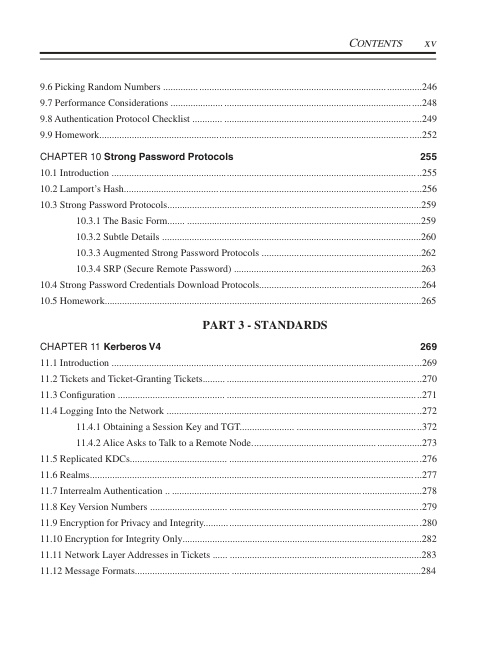 CONTENTS xv
9.6 Picking Random Numbers ..........246
9.7 Performance Considerations ..........248
9.8 Authentication Protocol Checklist ..........249
9.9 Homework..........252
CHAPTER 10 Strong Password Protocols 255
10.1 Introduction ..........255
10.2 Lamport's Hash..........256
10.3 Strong Password Protocols..........259
10.3.1 The Basic Form..........259
10.3.2 Subtle Details ..........260
10.3.3 Augmented Strong Password Protocols ..........262
10.3.4 SRP (Secure Remote Password) ..........263
10.4 Strong Password Credentials Download Protocols..........264
10.5 Homework..........265
PART 3 - STANDARDS
CHAPTER 11 Kerberos V4 269
11.1 Introduction ..........269
11.2 Tickets and Ticket-Granting Tickets..........270
11.3 Configuration ..........271
11.4 Logging Into the Network ..........272
11.4.1 Obtaining a Session Key and TGT..........372
11.4.2 Alice Asks to Talk to a Remote Node..........273
11.5 Replicated KDCs..........276
11.6 Realms..........277
11.7 Interrealm Authentication ..........278
11.8 Key Version Numbers ..........279
11.9 Encryption for Privacy and Integrity..........280
11.10 Encryption for Integrity Only..........282
11.11 Network Layer Addresses in Tickets ..........283
11.12 Message Formats..........284